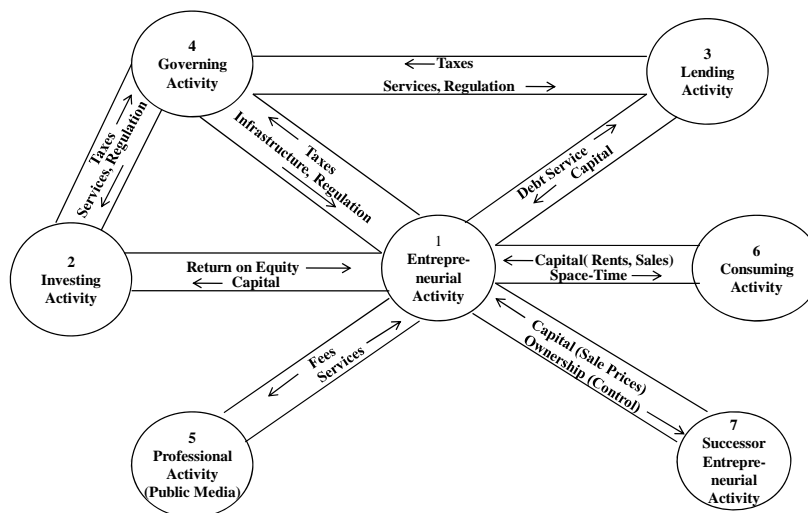 4
Governing
Activity
3
Lending
Activity
Taxes
Services, Regulation
Taxes
Services, Regulation
Taxes
Infrastructure, Regulation
Debt Service
Capital
2
Investing
Activity
Return on Equity
Capital
1
Entrepre-
neurial
Activity
Capital( Rents, Sales)
Space-Time
6
Consuming
Activity
Fees
Services
Capital (Sale Prices)
Ownership (Control)
5
Professional
Activity
(Public Media)
7
Successor
Entrepre-
neurial
Activity